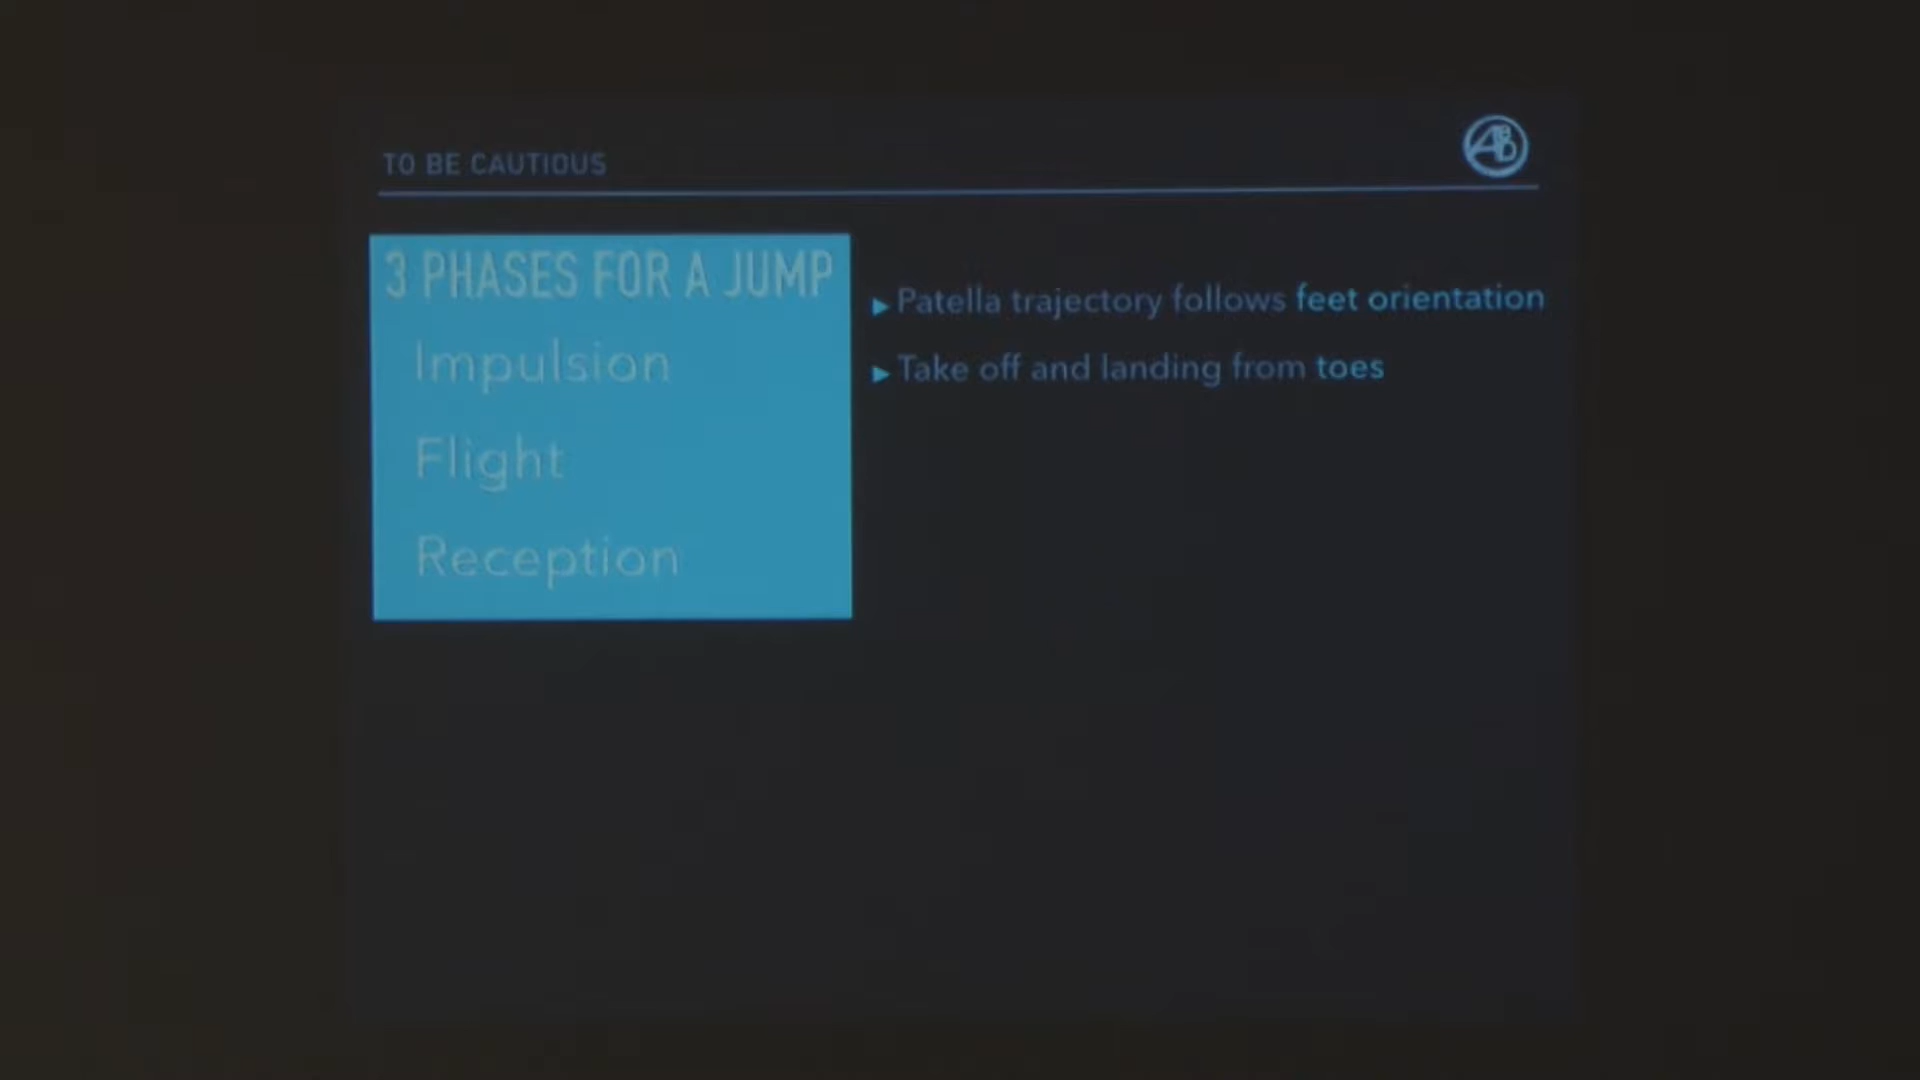 TO BE CAUTIOUS
ABD
3 PHASES FOR A JUMP
Impulsion
Flight
Reception
▶ Patella trajectory follows feet orientation
▶ Take off and landing from toes